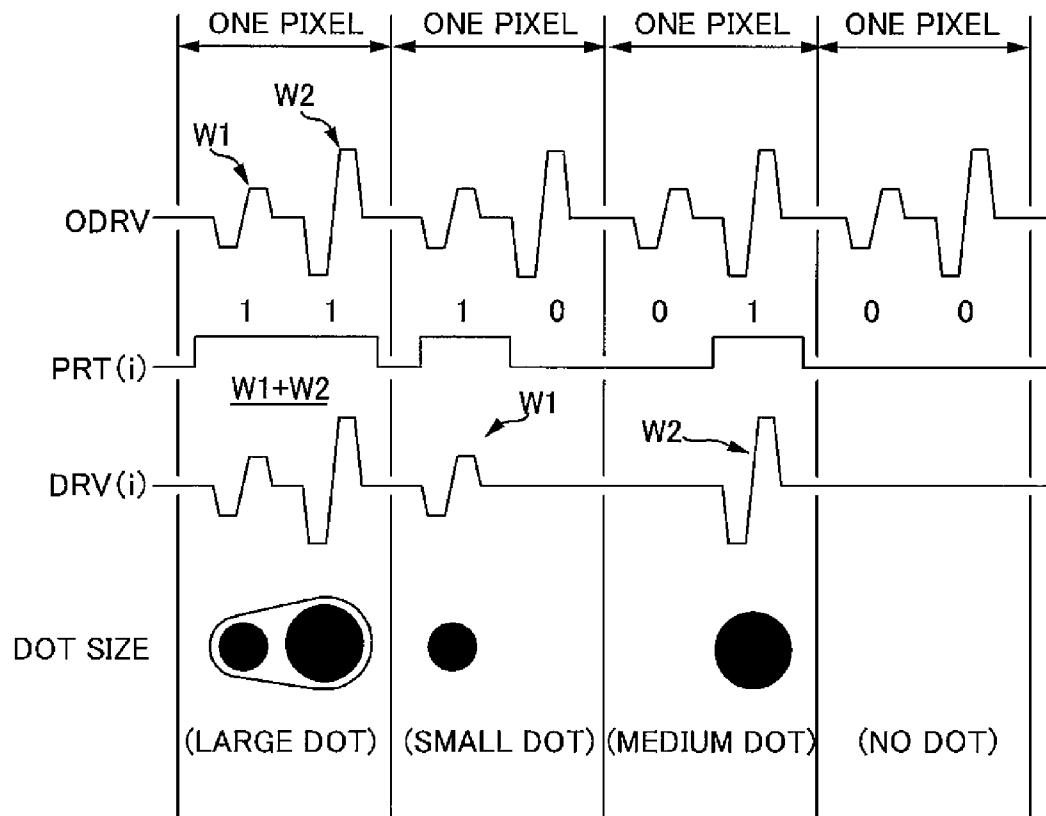 ONE PIXEL ONE PIXEL ONE PIXEL ONE PIXEL
W2
W1
ODRV
1 1 1 0 0 1 0 0
PRT(i)
W1+W2
W1
W2
DRV(i)
DOT SIZE
(LARGE DOT) (SMALL DOT) (MEDIUM DOT) (NO DOT)